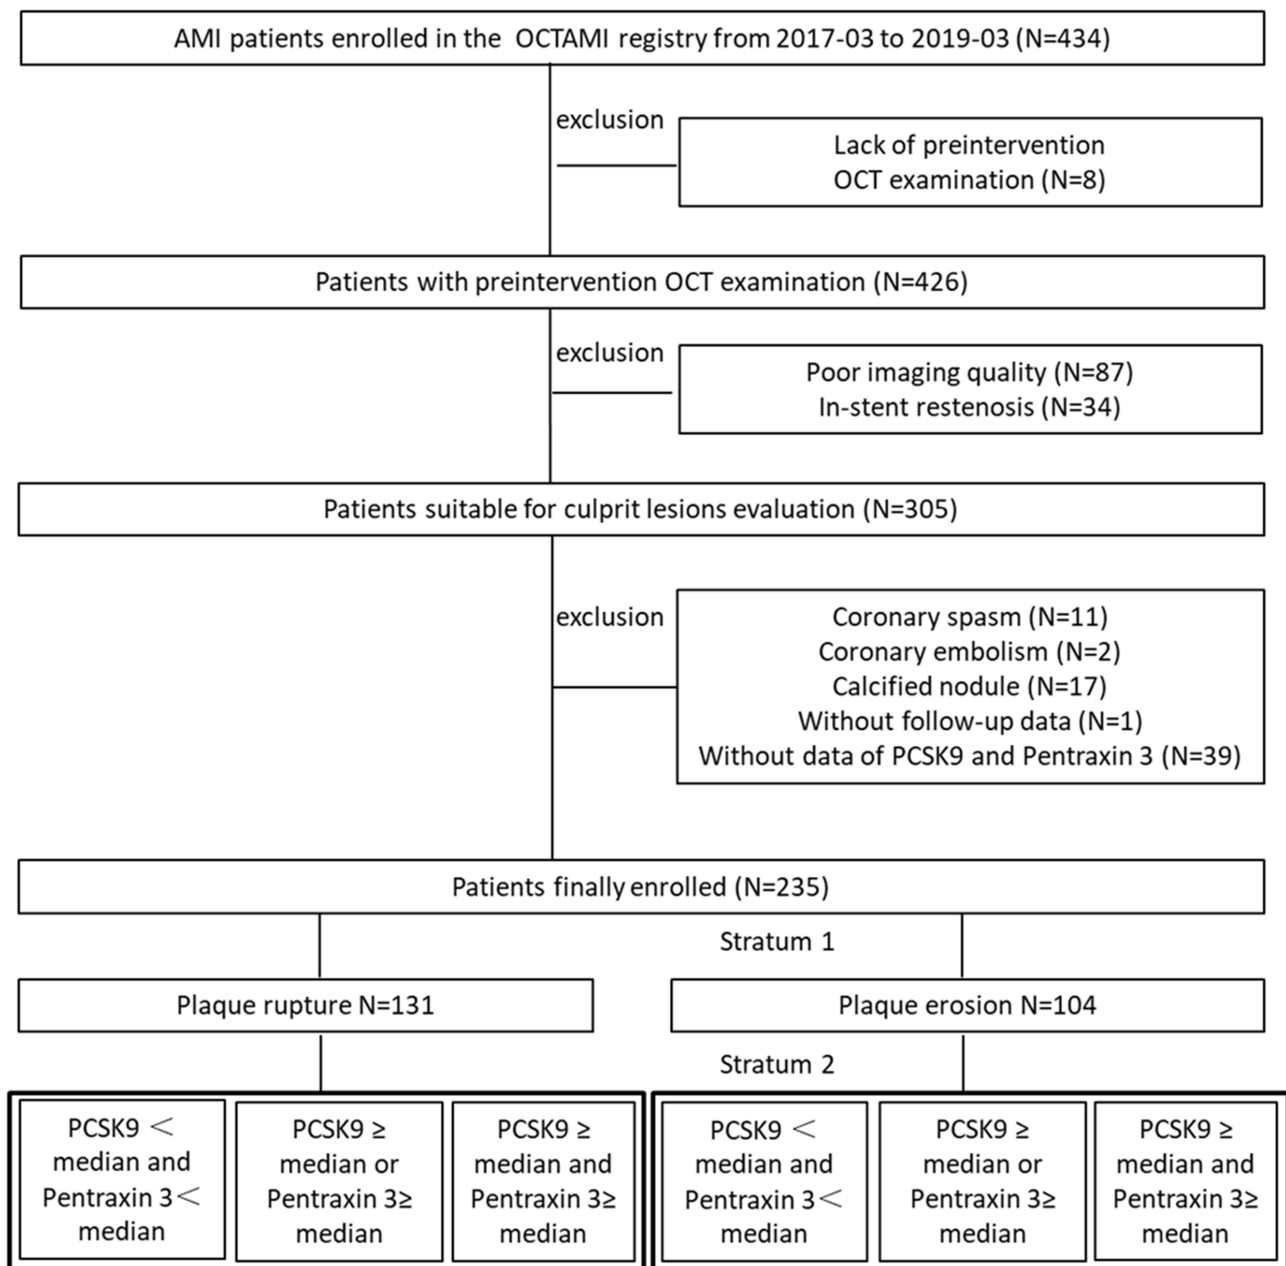 AMI patients enrolled in the OCTAMI registry from 2017-03 to 2019-03 (N=434)
exclusion
Lack of preintervention
OCT examination (N=8)
Patients with preintervention OCT examination (N=426)
exclusion
Poor imaging quality (N=87)
In-stent restenosis (N=34)
Patients suitable for culprit lesions evaluation (N=305)
exclusion
Coronary spasm (N=11)
Coronary embolism (N=2)
Calcified nodule (N=17)
Without follow-up data (N=1)
Without data of PCSK9 and Pentraxin 3 (N=39)
Patients finally enrolled (N=235)
Stratum 1
Plaque rupture N=131
Plaque erosion N=104
Stratum 2
PCSK9 <
median and
Pentraxin 3<
median
PCSK9 ≥
median or
Pentraxin 3≥
median
PCSK9 ≥
median and
Pentraxin 3≥
median
PCSK9 <
median and
Pentraxin 3<
median
PCSK9 ≥
median or
Pentraxin 3≥
median
PCSK9 ≥
median and
Pentraxin 3≥
median